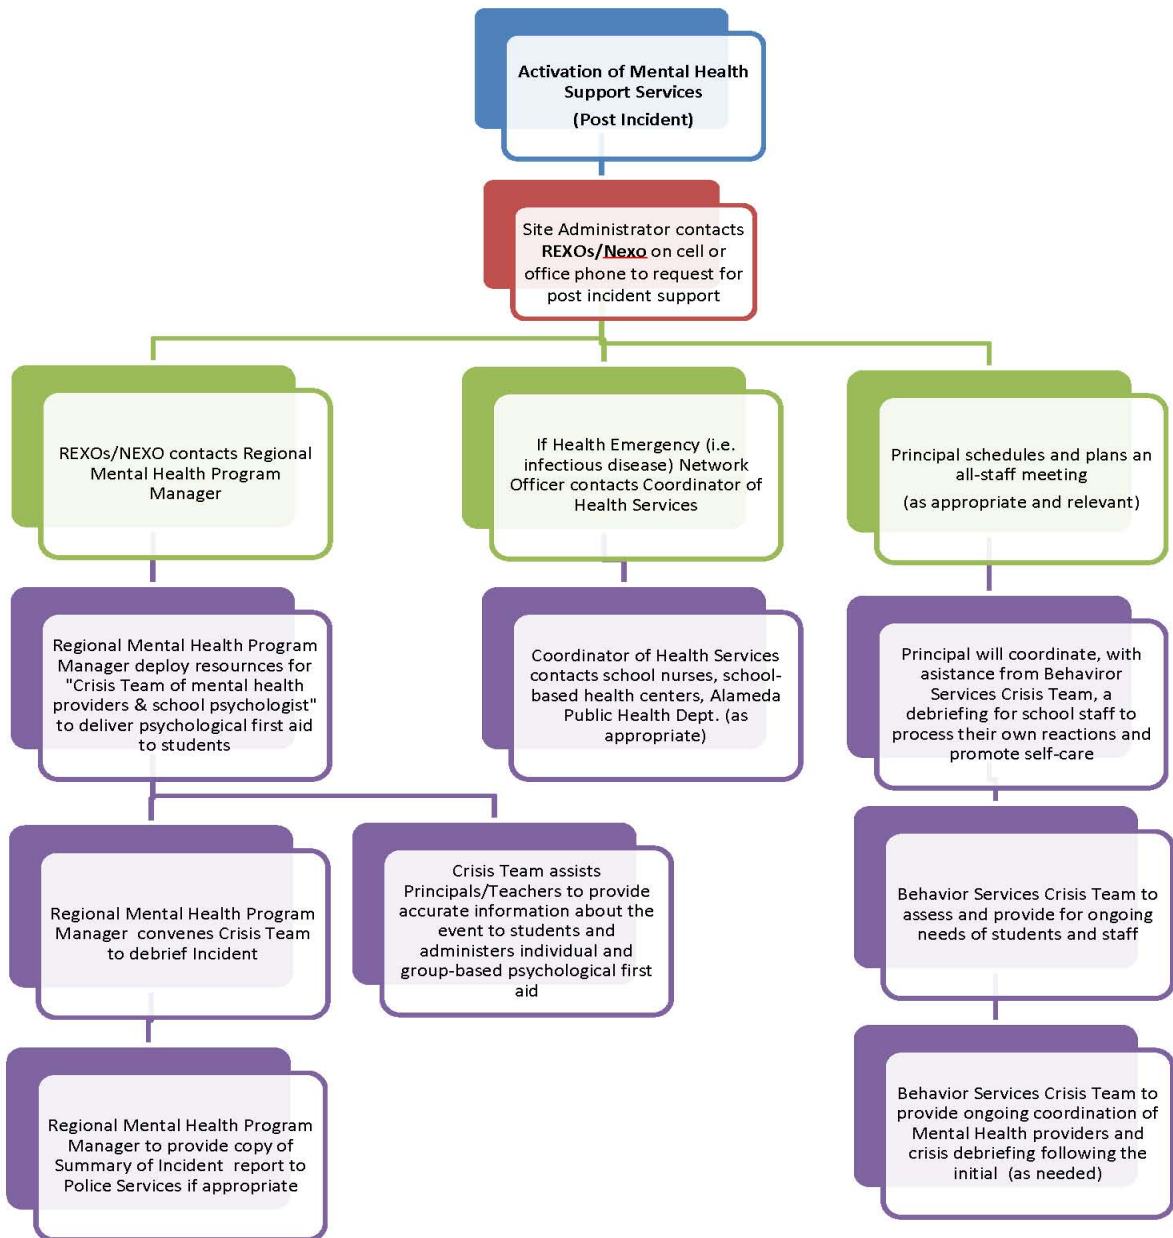 Activation of Mental Health
Support Services
(Post Incident)
Site Administrator contacts
REXOs/Nexo on cell or
office phone to request for
post incident support
REXOs/NEXO contacts Regional
Mental Health Program
Manager
If Health Emergency (i.e.
infectious disease) Network
Officer contacts Coordinator of
Health Services
Principal schedules and plans an
all-staff meeting
(as appropriate and relevant)
Regional Mental Health Program
Manager deploy resournces for
"Crisis Team of mental health
providers & school psychologist"
to deliver psychological first aid
to students
Coordinator of Health Services
contacts school nurses, school-
based health centers, Alameda
Public Health Dept. (as
appropriate)
Principal will coordinate, with
asistance from Behaviror
Services Crisis Team, a
debriefing for school staff to
process their own reactions and
promote self-care
Regional Mental Health Program
Manager convenes Crisis Team
to debrief Incident
Crisis Team assists
Principals/Teachers to provide
accurate information about the
event to students and
administers individual and
group-based psychological first
aid
Behavior Services Crisis Team to
assess and provide for ongoing
needs of students and staff
Regional Mental Health Program
Manager to provide copy of
Summary of Incident report to
Police Services if appropriate
Behavior Services Crisis Team to
provide ongoing coordination of
Mental Health providers and
crisis debriefing following the
initial (as needed)